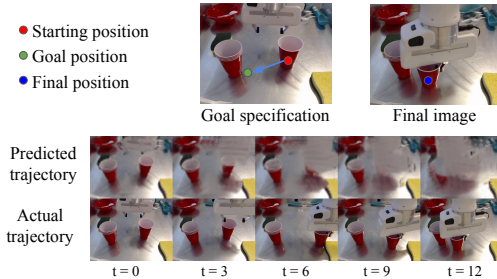 Starting position
Goal position
Final position
Goal specification
Final image
Predicted
trajectory
Actual
trajectory
t = 0
t = 3
t = 6
t = 9
t = 12